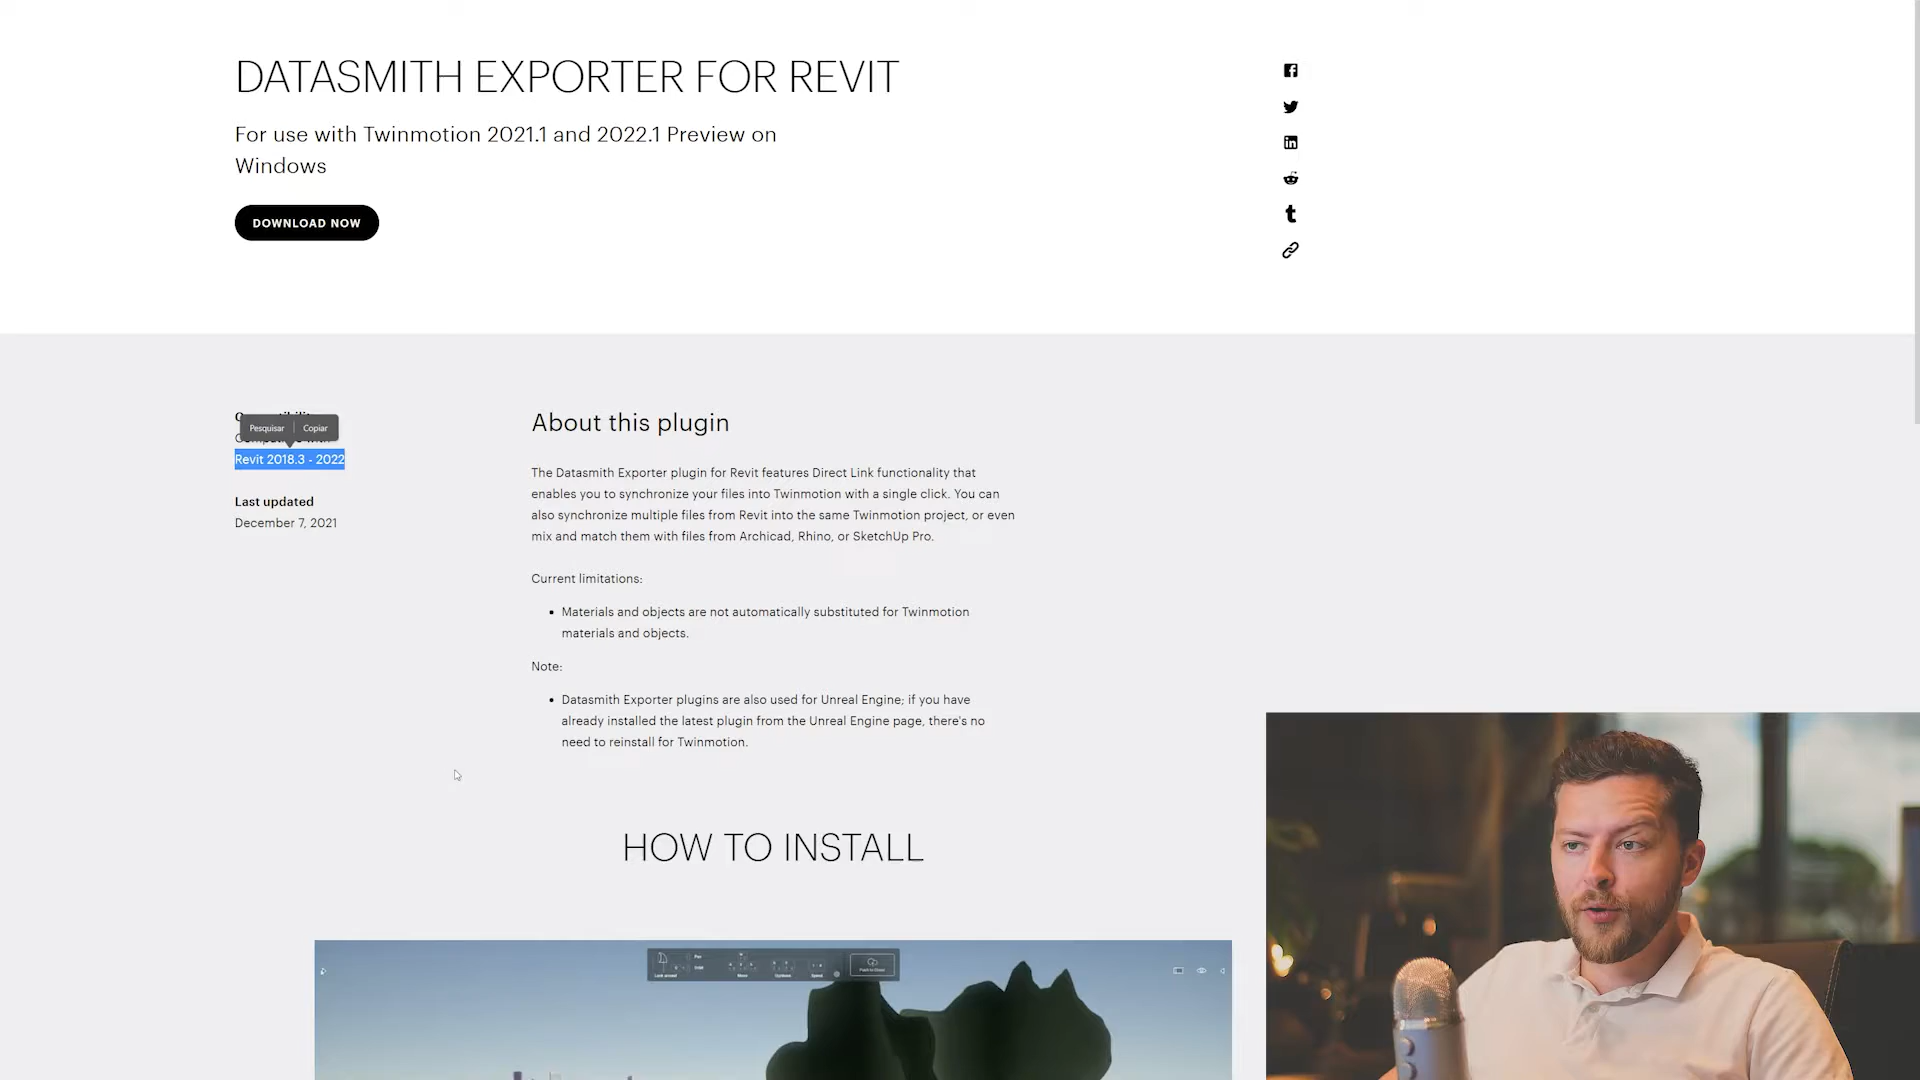 DATASMITH EXPORTER FOR REVIT
For use with Twinmotion 2021.1 and 2022.1 Preview on
Windows
DOWNLOAD NOW
Pesquisar
Copiar
Revit 2018.3 - 2022
Last updated
December 7, 2021
About this plugin
The Datasmith Exporter plugin for Revit features Direct Link functionality that
enables you to synchronize your files into Twinmotion with a single click. You can
also synchronize multiple files from Revit into the same Twinmotion project, or even
mix and match them with files from Archicad, Rhino, or SketchUp Pro.
Current limitations:
• Materials and objects are not automatically substituted for Twinmotion
materials and objects.
Note:
• Datasmith Exporter plugins are also used for Unreal Engine; if you have
already installed the latest plugin from the Unreal Engine page, there's no
need to reinstall for Twinmotion.
HOW TO INSTALL